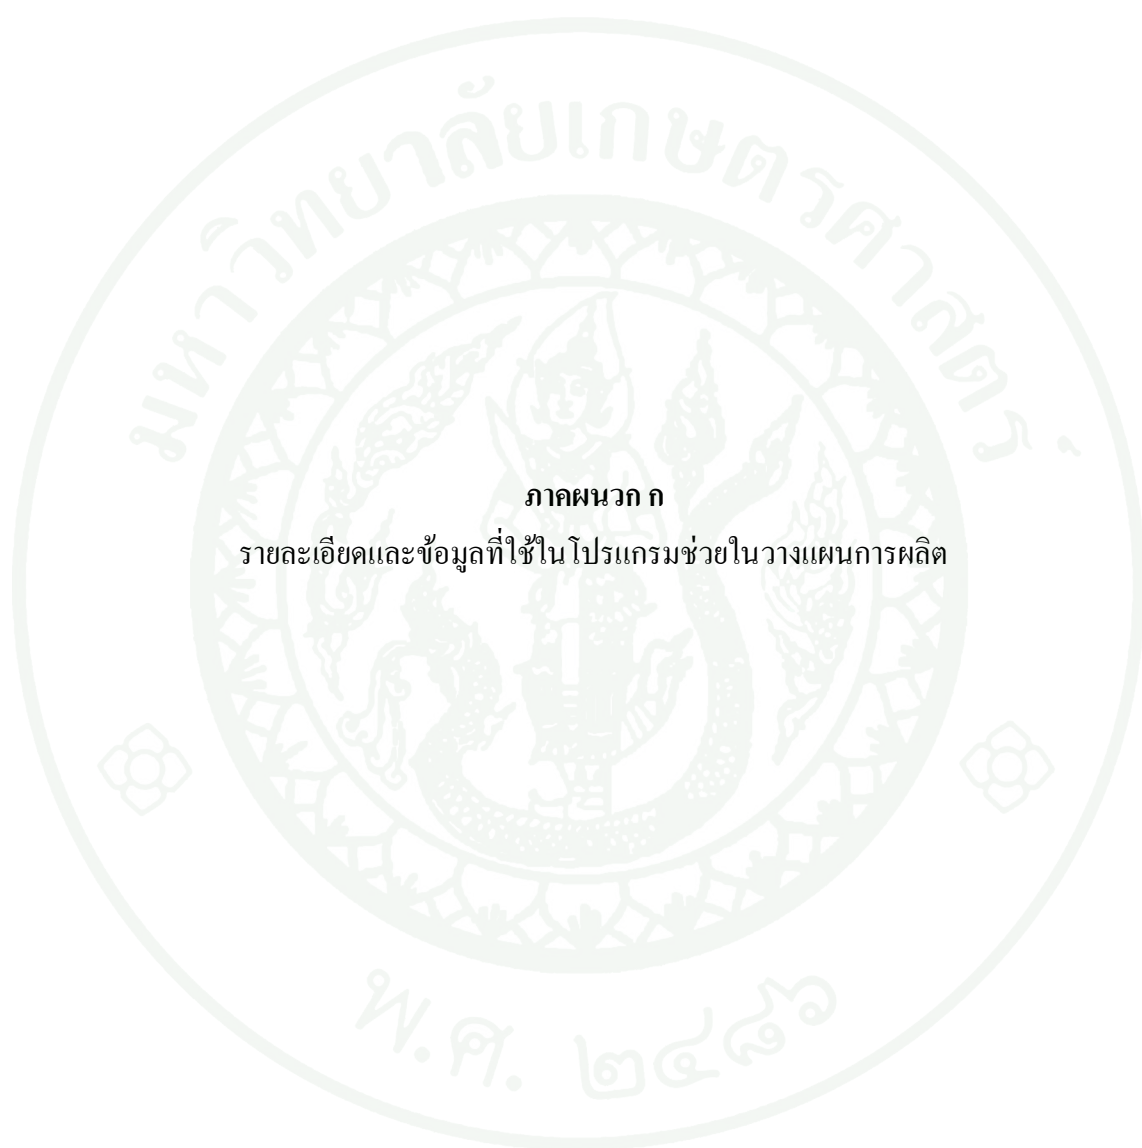 มหาวิทยาลัยเกษตรศาสตร์
ภาคผนวก ก
รายละเอียดและข้อมูลที่ใช้ในโปรแกรมช่วยในวางแผนการผลิต
พ.ศ. ๒๔๘๖